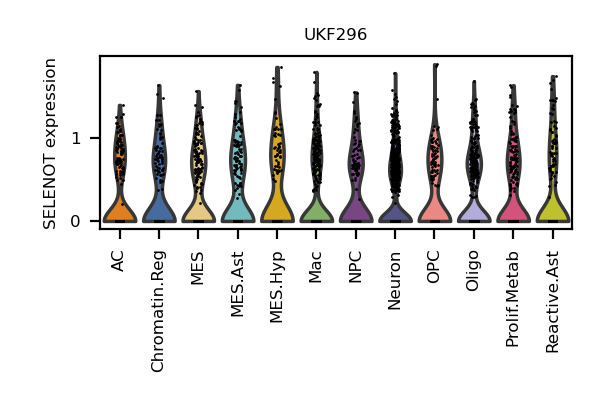 UKF296
SELENOT expression
1
0
AC
Chromatin.Reg
MES
MES.Ast
MES.Hyp
Mac
NPC
Neuron
OPC
Oligo
Prolif.Metab
Reactive.Ast